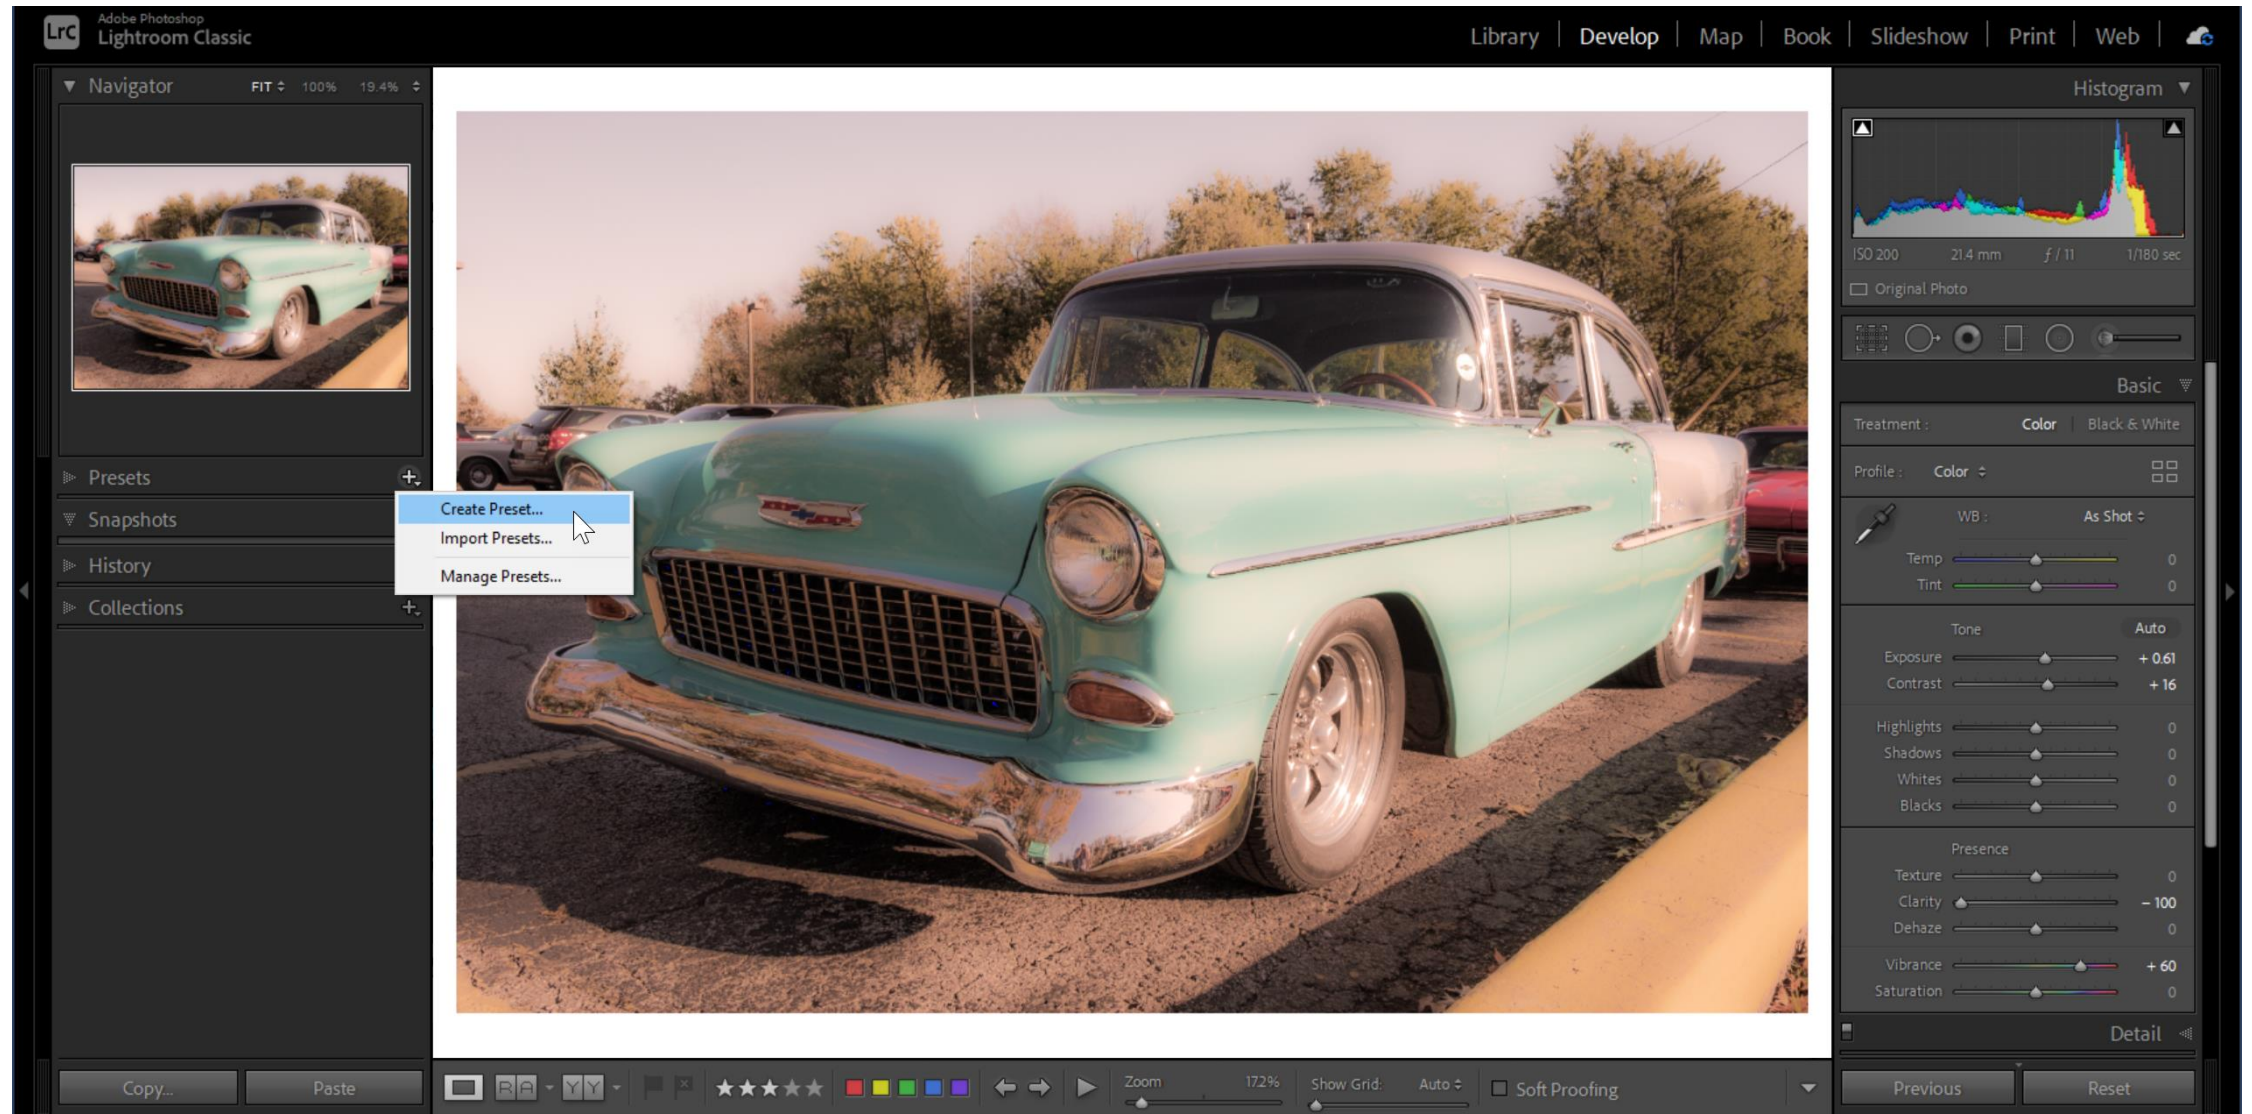 LrC
Adobe Photoshop
Lightroom Classic
Library | Develop | Map | Book | Slideshow | Print | Web |
Navigator FIT 100% 19.4%
Presets
Snapshots
History
Collections
Create Preset...
Import Presets...
Manage Presets...
Copy... Paste
R A Y Y
Zoom 17.2% Show Grid: Auto Soft Proofing
Histogram
ISO 200 21.4 mm ƒ / 11 1/180 sec
Original Photo
Basic
Treatment : Color | Black & White
Profile : Color
WB : As Shot
Temp 0
Tint 0
Tone Auto
Exposure + 0.61
Contrast + 16
Highlights 0
Shadows 0
Whites 0
Blacks 0
Presence
Texture 0
Clarity – 100
Dehaze 0
Vibrance + 60
Saturation 0
Detail
Previous Reset